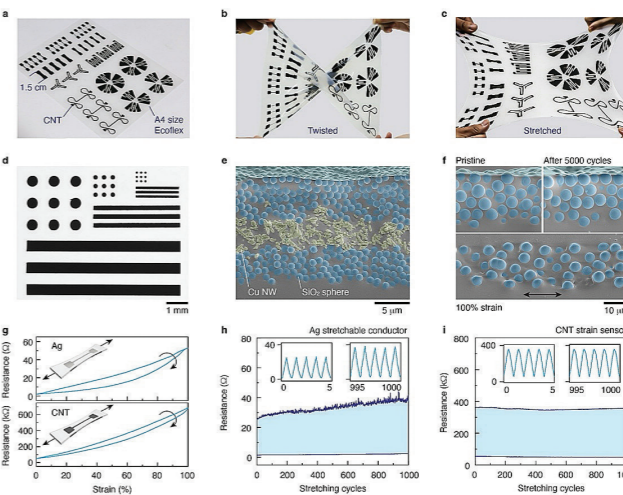 a
b
c
1.5 cm
CNT
A4 size
Ecoflex
Twisted
Stretched
d
e
f
1 mm
Cu NW
SiO₂ sphere
5 μm
Pristine
After 5000 cycles
100% strain
10 μ
g
Ag
Resistance (Ω)
60
40
20
0
CNT
Resistance (KΩ)
600
400
200
0
0 20 40 60 80 100
Strain (%)
h
Ag stretchable conductor
Resistance (Ω)
80
60
40
20
0
40
0
0 5
995 1000
0 200 400 600 800 1000
Stretching cycles
i
CNT strain senso
Resistance (KΩ)
800
600
400
200
0
400
0
0 5
995 1000
0 200 400 600 800
Stretching cycles